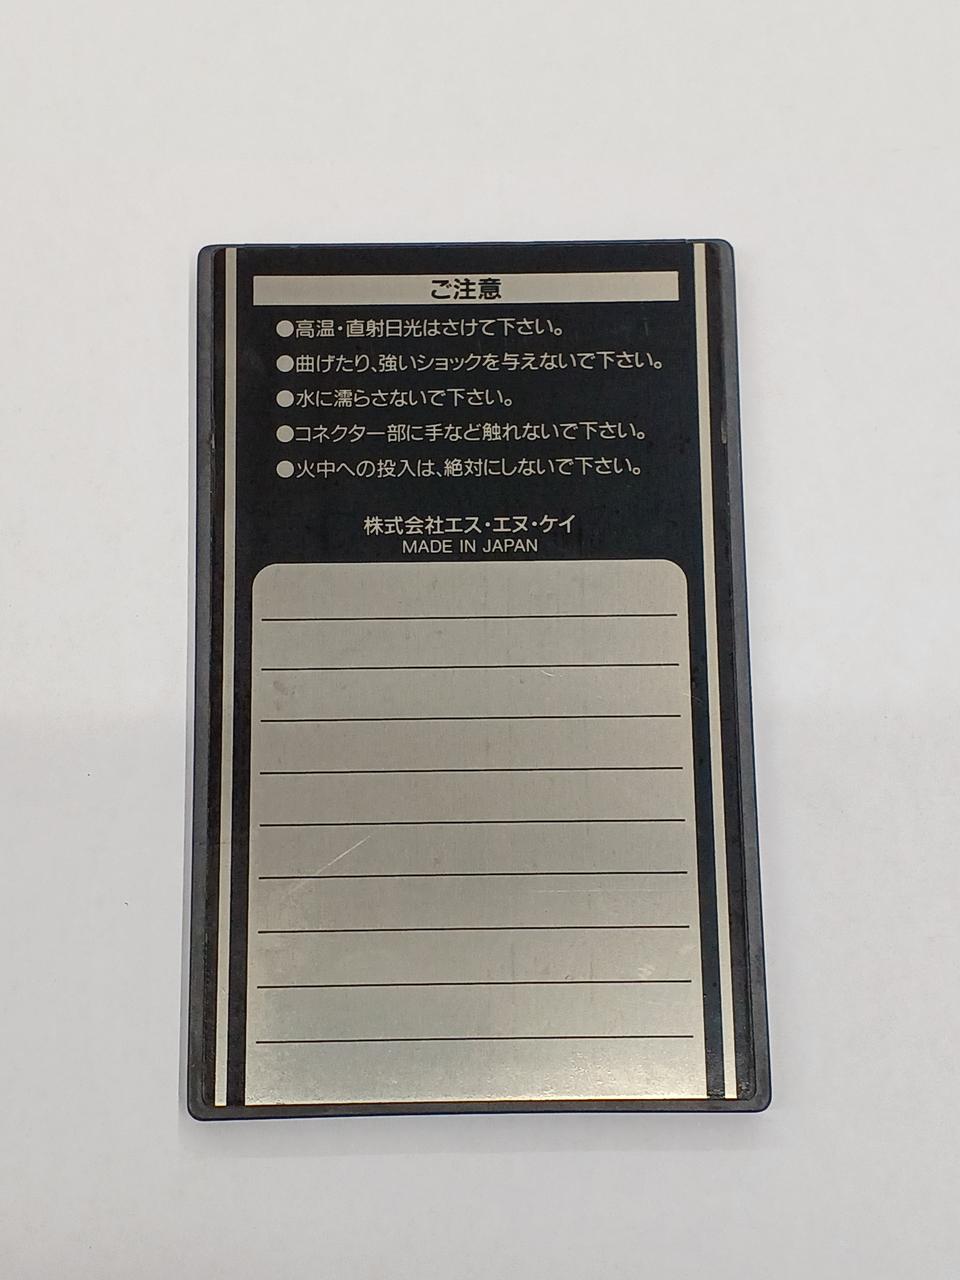 ご注意
●高温・直射日光はさけて下さい。
●曲げたり、強いショックを与えないで下さい。
●水に濡らさないで下さい。
●コネクター部に手など触れないで下さい。
●火中への投入は、絶対にしないで下さい。
株式会社エス・エヌ・ケイ
MADE IN JAPAN